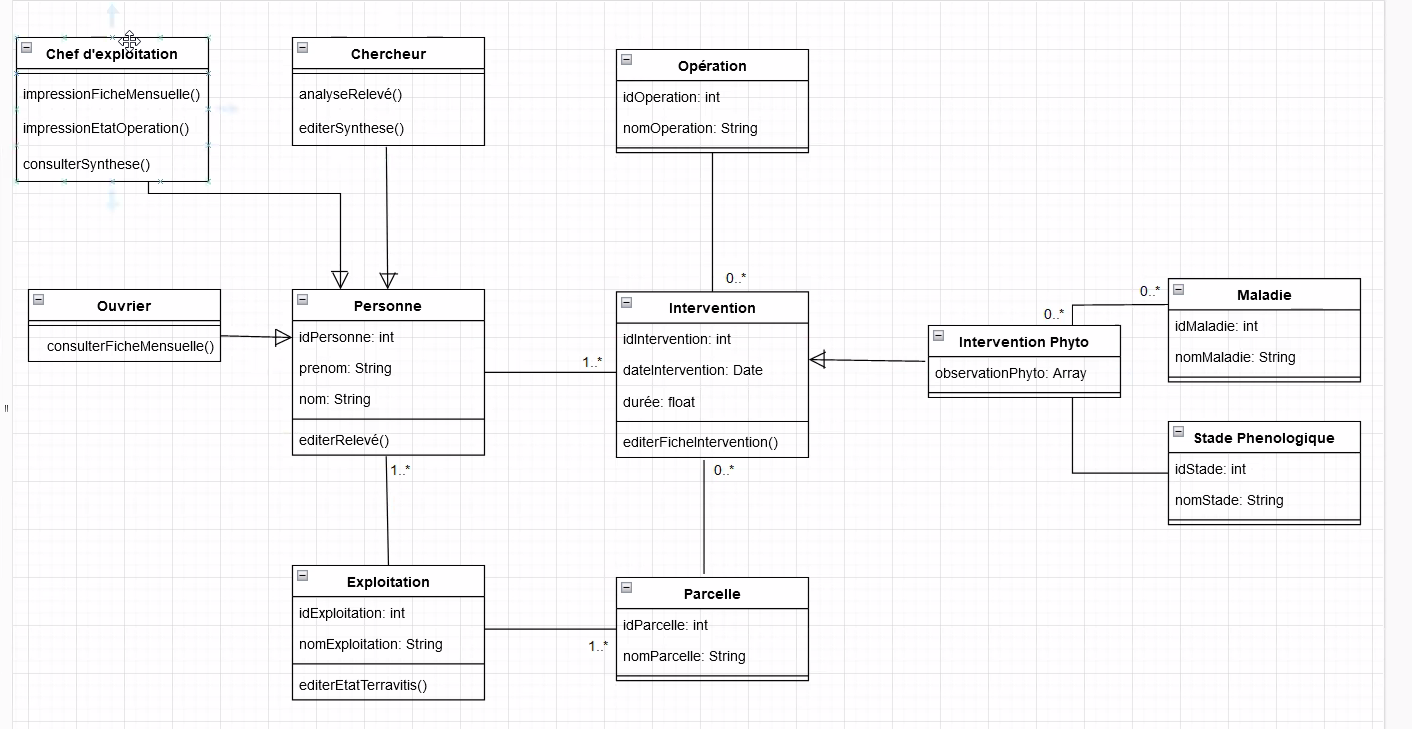 Chef d'exploitation
impressionFicheMensuelle()
impressionEtatOperation()
consulterSynthese()
Chercheur
analyseRelevé()
editerSynthese()
Opération
idOperation: int
nomOperation: String
0..*
Ouvrier
consulterFicheMensuelle()
Personne
idPersonne: int
prenom: String
nom: String
editerRelevé()
1..*
1..*
Intervention
idIntervention: int
dateIntervention: Date
durée: float
editerFicheIntervention()
0..*
Intervention Phyto
observationPhyto: Array
0..*
0..*
Maladie
idMaladie: int
nomMaladie: String
Stade Phenologique
idStade: int
nomStade: String
Exploitation
idExploitation: int
nomExploitation: String
editerEtatTerravitis()
1..*
Parcelle
idParcelle: int
nomParcelle: String